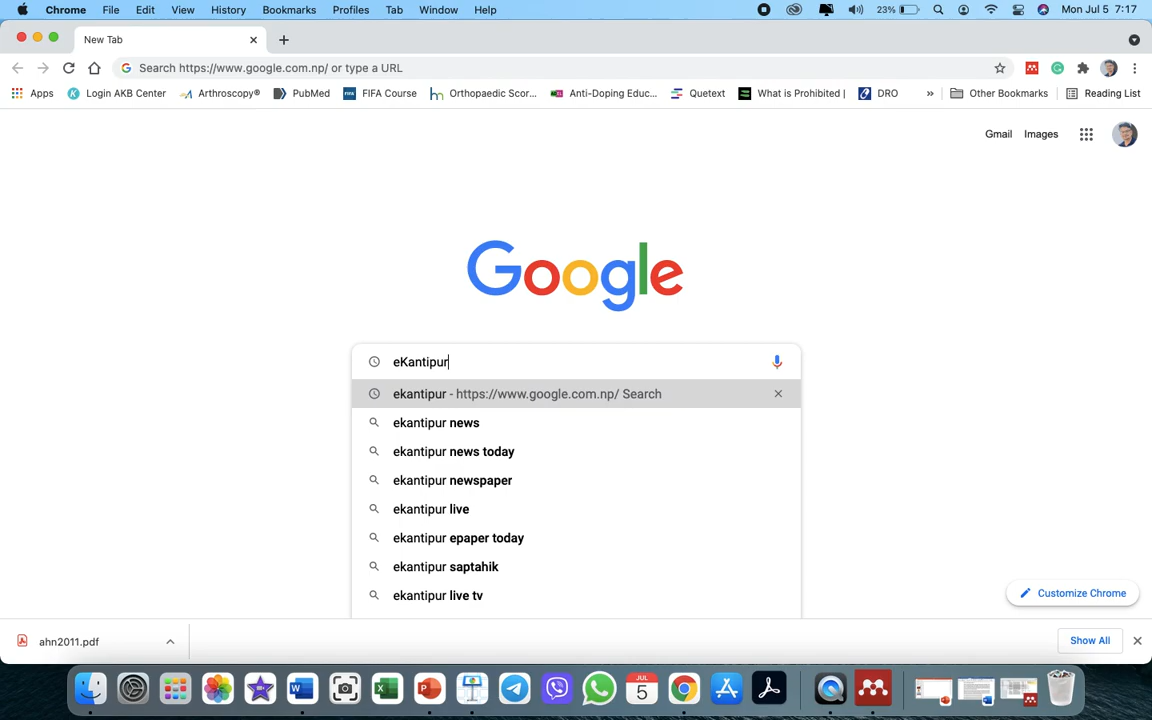 Chrome File Edit View History Bookmarks Profiles Tab Window Help 23% Mon Jul 5 7:17
New Tab
Search https://www.google.com.np/ or type a URL
Apps Login AKB Center Arthroscopy® PubMed FIFA Course Orthopaedic Scor... Anti-Doping Educ... Quetext What is Prohibited | DRO » Other Bookmarks Reading List
Gmail Images
Google
eKantipur
ekantipur - https://www.google.com.np/ Search
ekantipur news
ekantipur news today
ekantipur newspaper
ekantipur live
ekantipur epaper today
ekantipur saptahik
ekantipur live tv
Customize Chrome
ahn2011.pdf Show All
JUL
5